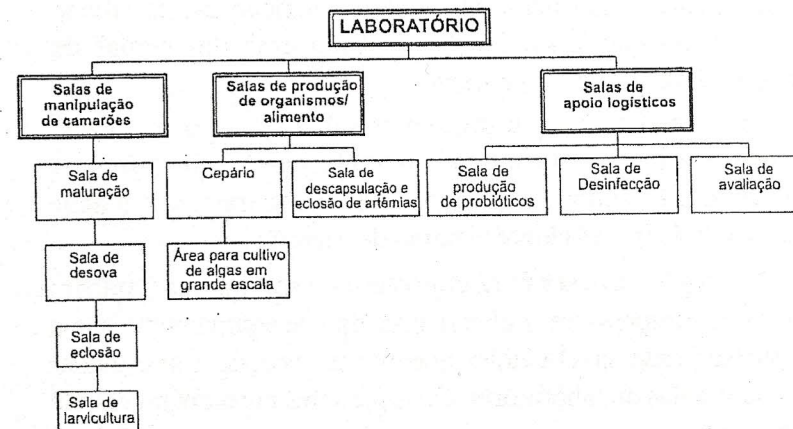 LABORATÓRIO
Salas de
manipulação
de camarões
Salas de produção
de organismos/
alimento
Salas de
apoio logísticos
Sala de
maturação
Cepário
Sala de
descapsulação e
eclosão de artêmias
Sala de
produção
de probióticos
Sala de
Desinfecção
Sala de
avaliação
Sala de
desova
Área para cultivo
de algas em
grande escala
Sala de
eclosão
Sala de
larvicultura